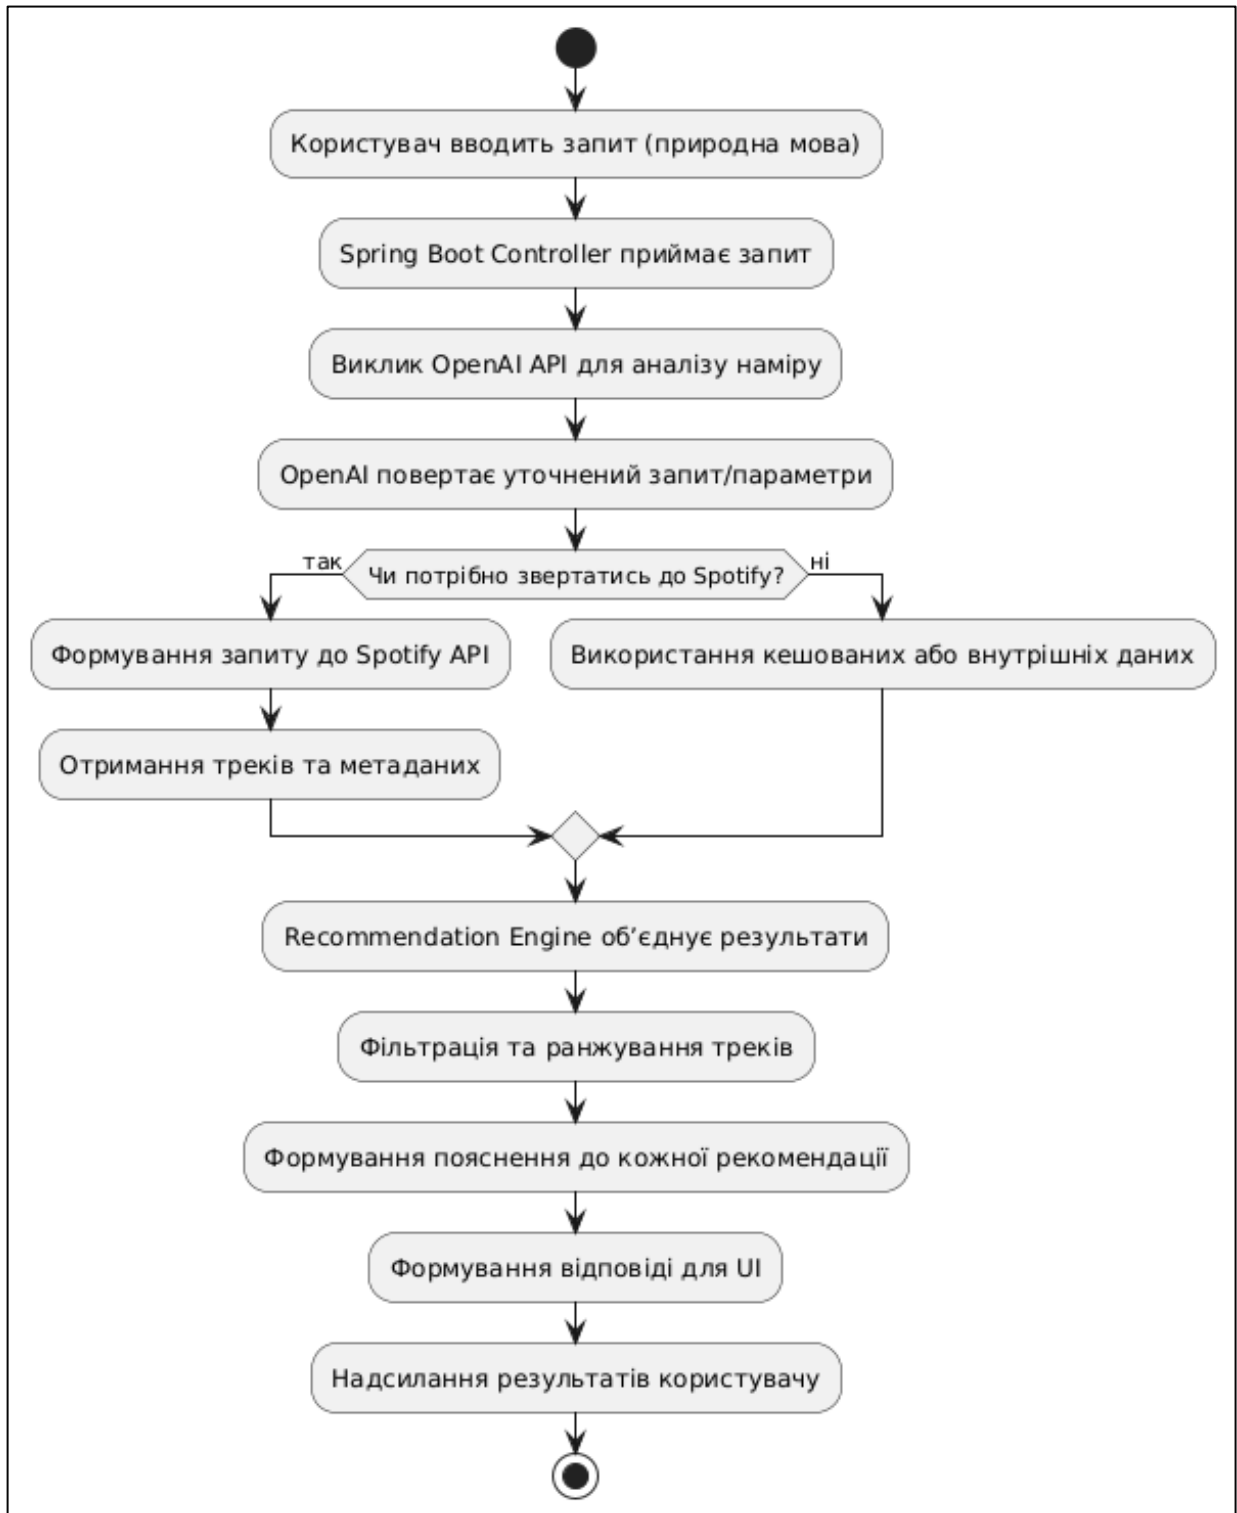 Користувач вводить запит (природна мова)
Spring Boot Controller приймає запит
Виклик OpenAI API для аналізу наміру
OpenAI повертає уточнений запит/параметри
так
Чи потрібно звертатись до Spotify?
ні
Формування запиту до Spotify API
Використання кешованих або внутрішніх даних
Отримання треків та метаданих
Recommendation Engine об’єднує результати
Фільтрація та ранжування треків
Формування пояснення до кожної рекомендації
Формування відповіді для UI
Надсилання результатів користувачу